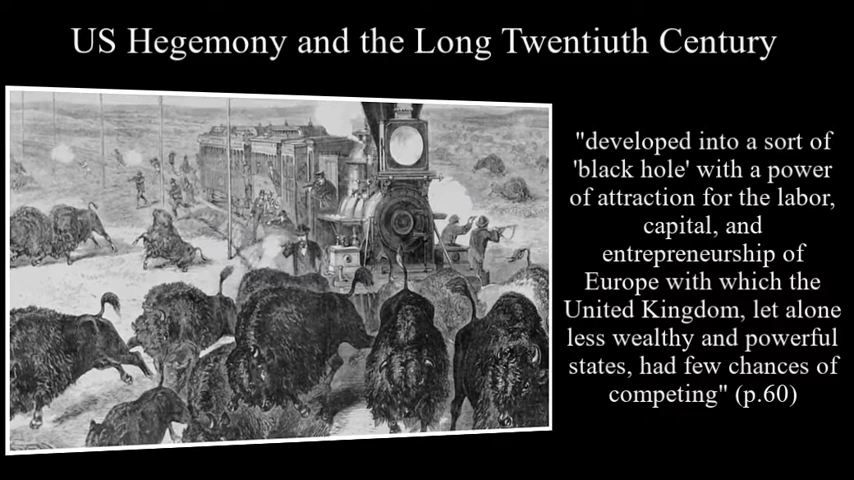 US Hegemony and the Long Twentiuth Century
"developed into a sort of
'black hole' with a power
of attraction for the labor,
capital, and
entrepreneurship of
Europe with which the
United Kingdom, let alone
less wealthy and powerful
states, had few chances of
competing" (p.60)